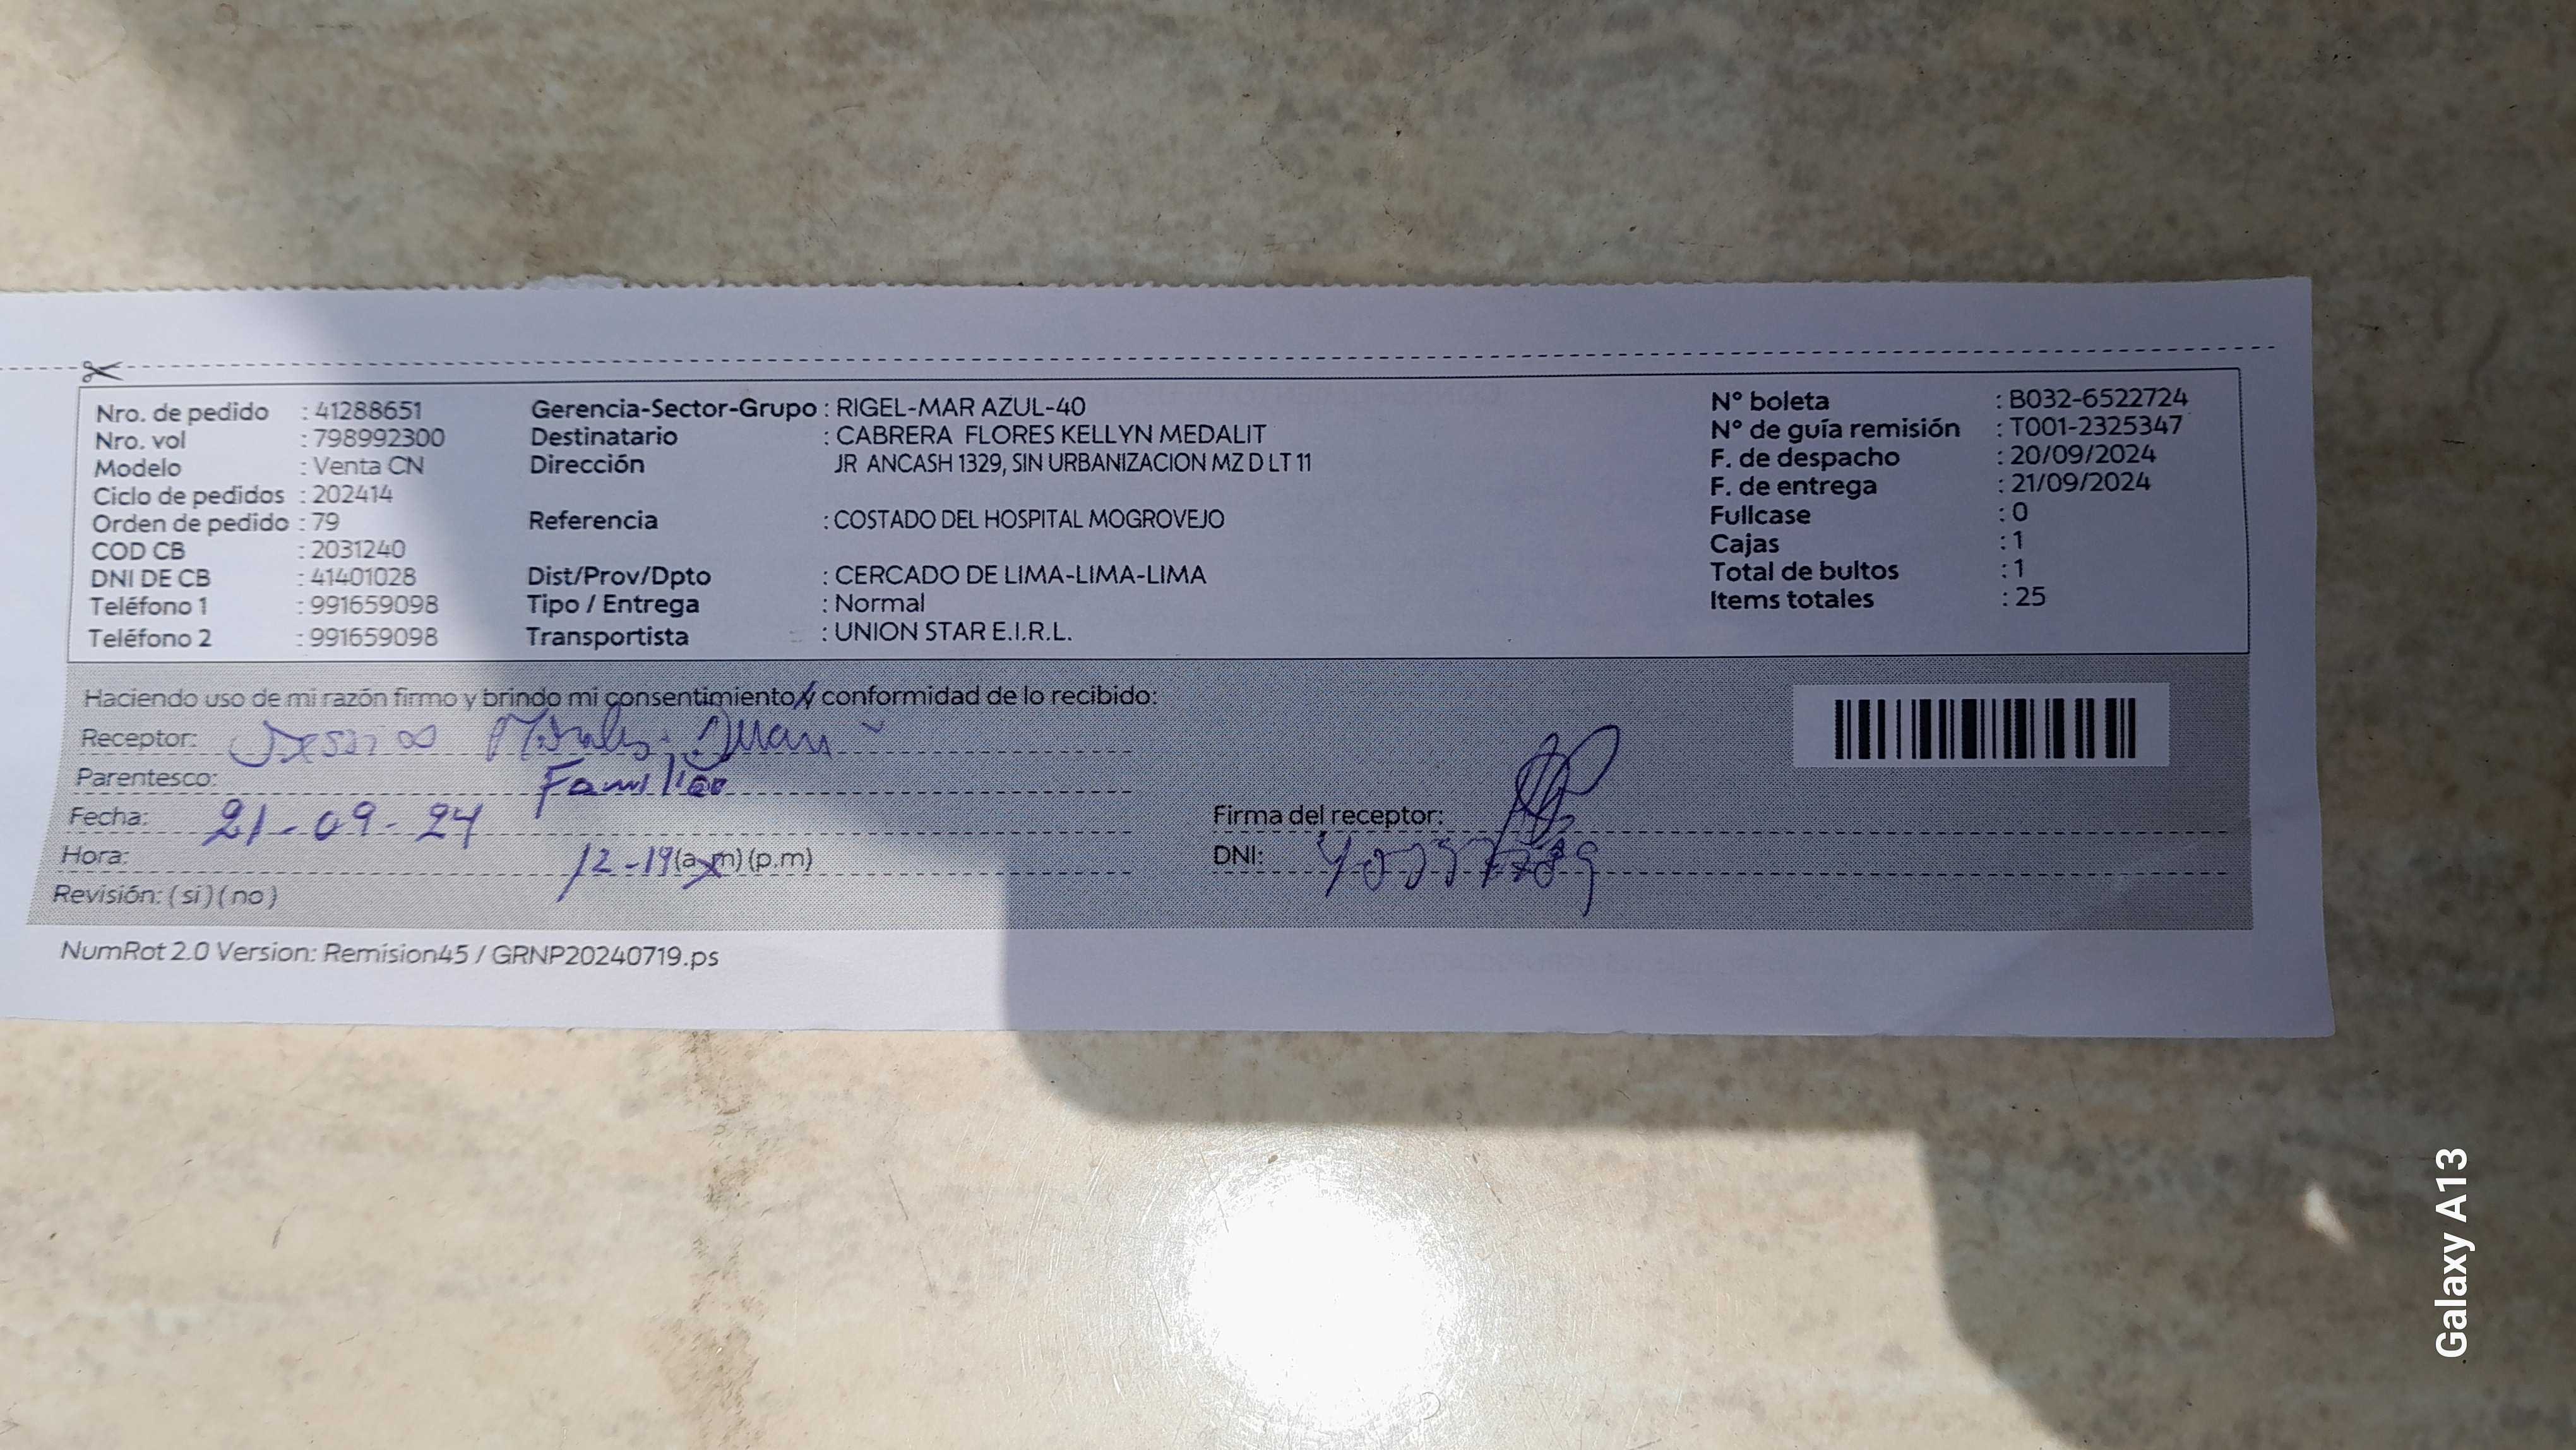 Nro. de pedido : 41288651
Nro. vol : 798992300
Modelo : Venta CN
Ciclo de pedidos : 202414
Orden de pedido : 79
COD CB : 2031240
DNI DE CB : 41401028
Teléfono 1 : 991659098
Teléfono 2 : 991659098
Gerencia-Sector-Grupo : RIGEL-MAR AZUL-40
Destinatario : CABRERA FLORES KELLYN MEDALIT
Dirección JR ANCASH 1329, SIN URBANIZACION MZ D LT 11
Referencia : COSTADO DEL HOSPITAL MOGROVEJO
Dist/Prov/Dpto : CERCADO DE LIMA-LIMA-LIMA
Tipo / Entrega : Normal
Transportista : UNION STAR E.I.R.L.
N° boleta : B032-6522724
N° de guía remisión : T001-2325347
F. de despacho : 20/09/2024
F. de entrega : 21/09/2024
Fullcase : 0
Cajas : 1
Total de bultos : 1
Items totales : 25
Haciendo uso de mi razón firmo y brindo mi consentimiento y conformidad de lo recibido:
Receptor:
Parentesco: Familiar
Fecha: 21-09-24
Hora: 12-19 (a.m) (p.m)
Revisión: (si) (no)
Firma del receptor:
DNI:
NumRot 2.0 Version: Remision45 / GRNP20240719.ps
Galaxy A13